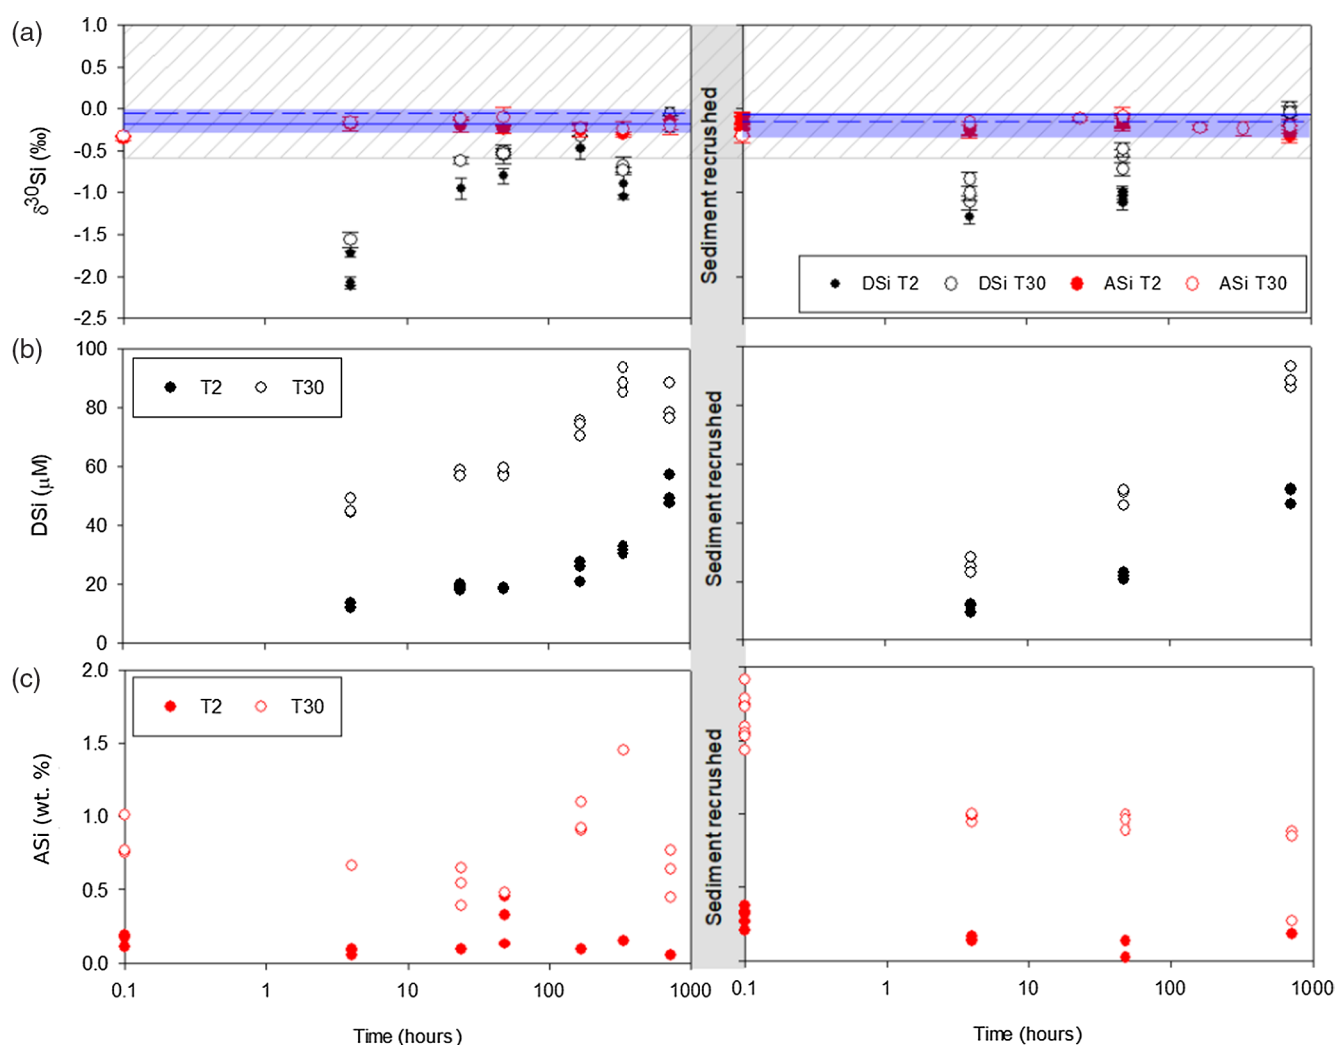 (a)
δ30Si (‰)
1.0
0.5
0.0
-0.5
-1.0
-1.5
-2.0
-2.5
Sediment recrushed
DSi T2 DSi T30 ASi T2 ASi T30
(b)
DSi (μM)
100
80
60
40
20
0
T2 T30
Sediment recrushed
(c)
ASi (wt. %)
2.0
1.5
1.0
0.5
0.0
T2 T30
Sediment recrushed
0.1 1 10 100 1000 0.1 1 10 100 1000
Time (hours) Time (hours)